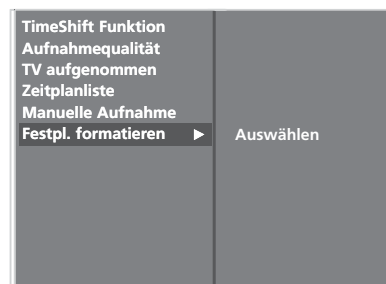 TimeShift Funktion
Aufnahmequalität
TV aufgenommen
Zeitplanliste
Manuelle Aufnahme
Festpl. formatieren ▶ Auswählen